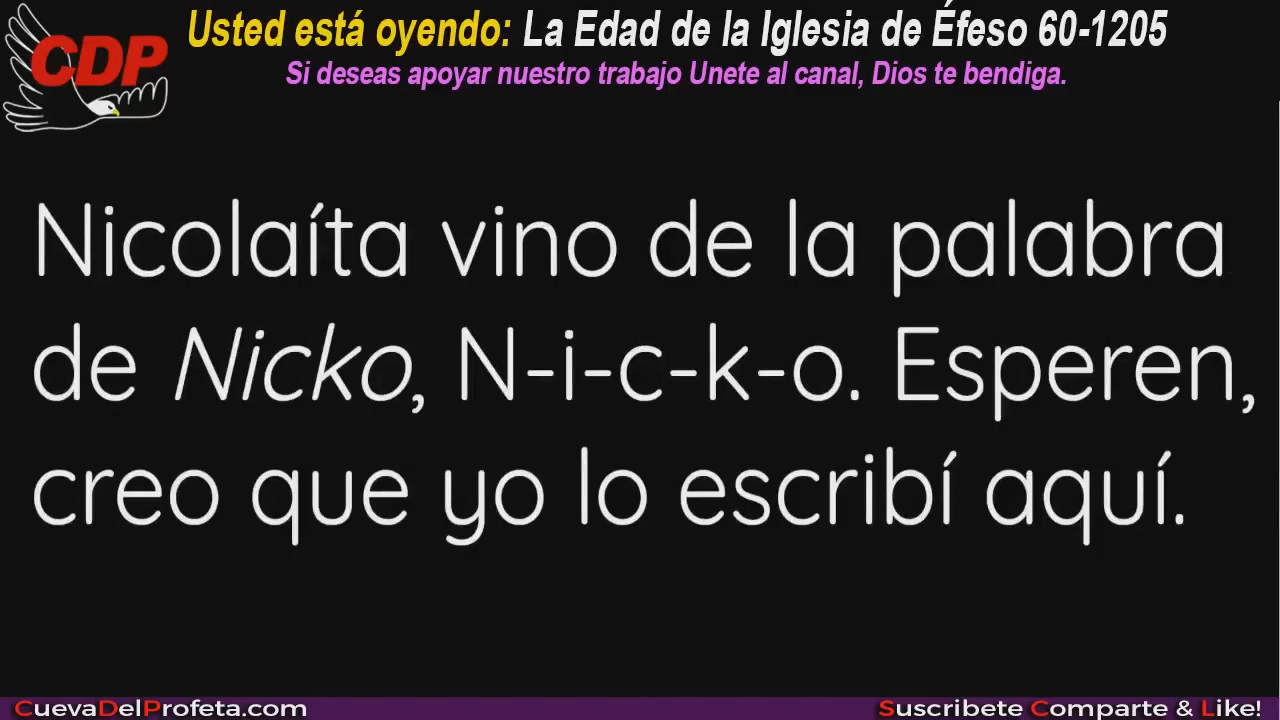 CDP
Usted está oyendo: La Edad de la Iglesia de Éfeso 60-1205
Si deseas apoyar nuestro trabajo Unete al canal, Dios te bendiga.
Nicolaíta vino de la palabra
de Nicko, N-i-c-k-o. Esperen,
creo que yo lo escribí aquí.
CuevaDelProfeta.com
Suscribete Comparte & Like!